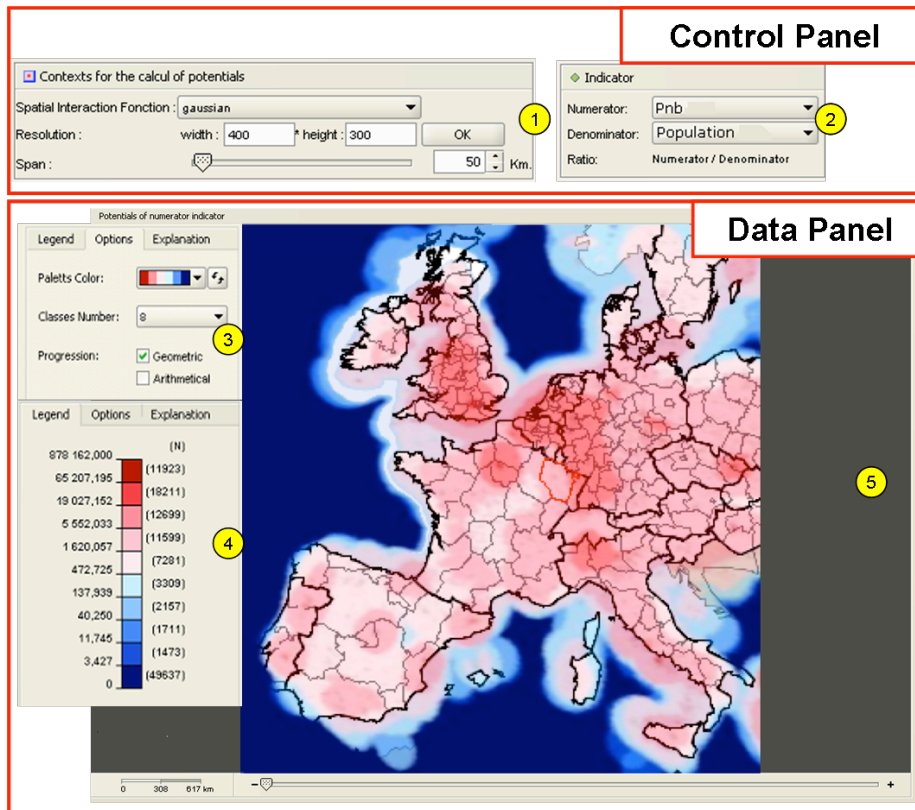 Control Panel
Contexts for the calcul of potentials
Spatial Interaction Fonction : gaussian
Resolution : width : 400 * height : 300 OK
Span : 50 Km.
1
Indicator
Numerator: Pnb
Denominator: Population
Ratio: Numerator / Denominator
2
Data Panel
Potentials of numerator indicator
Legend Options Explanation
Paletts Color:
Classes Number: 8
Progression: Geometric
Arithmetical
3
Legend Options Explanation
(N)
878 162,000
(11923)
65 207,195
(18211)
19 027,152
(12699)
5 552,033
(11599)
1 620,057
(7281)
472,725
(3309)
137,939
(2157)
40,250
(1711)
11,745
(1473)
3,427
(49637)
0
4
5
0 308 617 km
- +